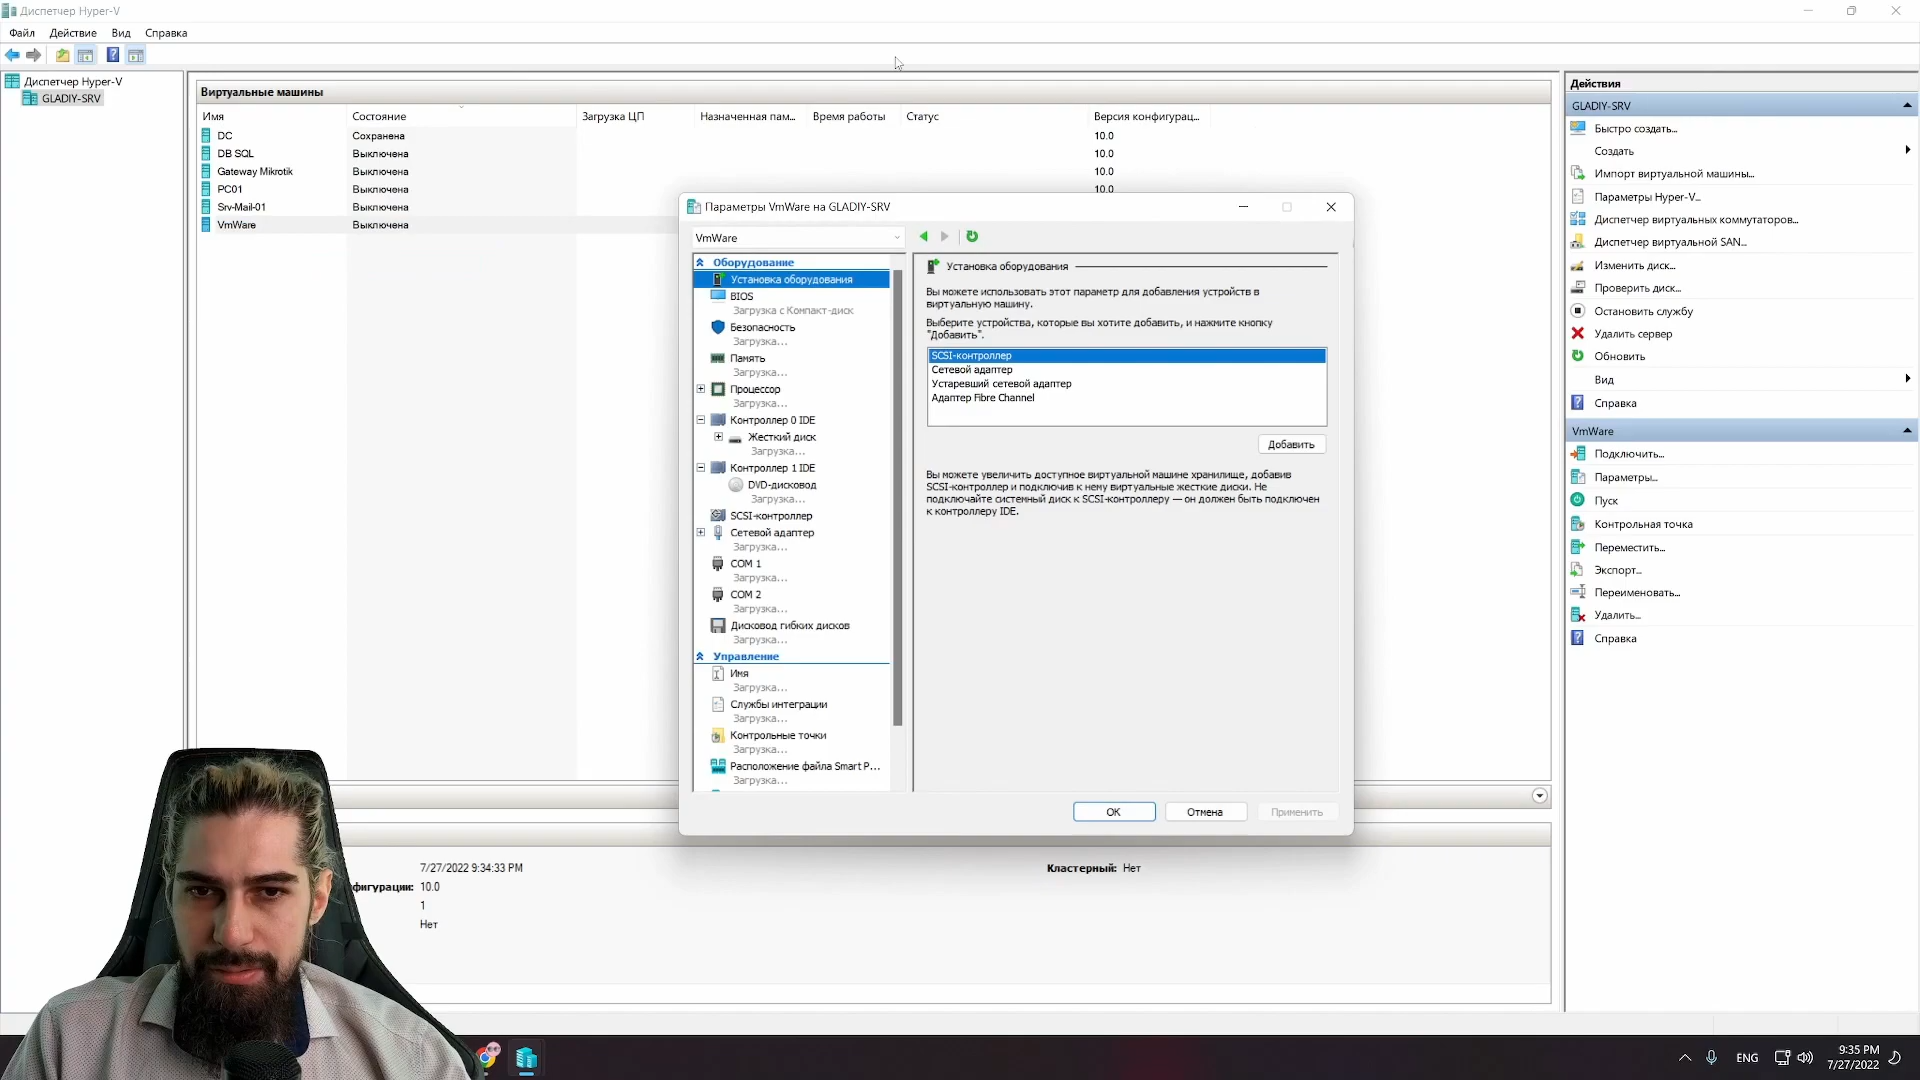 Диспетчер Hyper-V
Файл Действие Вид Справка
Диспетчер Hyper-V
GLADIY-SRV
Виртуальные машины
Имя Состояние Загрузка ЦП Назначенная пам... Время работы Статус Версия конфигурац...
DC Сохранена 10.0
DB SQL Выключена 10.0
Gateway Mikrotik Выключена 10.0
PC01 Выключена 10.0
Srv-Mail-01 Выключена
VmWare Выключена
Параметры VmWare на GLADIY-SRV
VmWare
Оборудование
Установка оборудования
BIOS
Загрузка с Компакт-диск
Безопасность
Загрузка...
Память
Загрузка...
Процессор
Загрузка...
Контроллер 0 IDE
Жесткий диск
Загрузка...
Контроллер 1 IDE
DVD-дисковод
Загрузка...
SCSI-контроллер
Сетевой адаптер
Загрузка...
COM 1
Загрузка...
COM 2
Загрузка...
Дисковод гибких дисков
Загрузка...
Управление
Имя
Загрузка...
Службы интеграции
Загрузка...
Контрольные точки
Загрузка...
Расположение файла Smart P...
Загрузка...
Установка оборудования
Вы можете использовать этот параметр для добавления устройств в
виртуальную машину.
Выберите устройства, которые вы хотите добавить, и нажмите кнопку
"Добавить".
SCSI-контроллер
Сетевой адаптер
Устаревший сетевой адаптер
Адаптер Fibre Channel
Добавить
Вы можете увеличить доступное виртуальной машине хранилище, добавив
SCSI-контроллер и подключив к нему виртуальные жесткие диски. Не
подключайте системный диск к SCSI-контроллеру — он должен быть подключен
к контроллеру IDE.
ОК Отмена Применить
7/27/2022 9:34:33 PM Кластерный: Нет
фигурации: 10.0
1
Нет
Действия
GLADIY-SRV
Быстро создать...
Создать
Импорт виртуальной машины...
Параметры Hyper-V...
Диспетчер виртуальных коммутаторов...
Диспетчер виртуальной SAN...
Изменить диск...
Проверить диск...
Остановить службу
Удалить сервер
Обновить
Вид
Справка
VmWare
Подключить...
Параметры...
Пуск
Контрольная точка
Переместить...
Экспорт...
Переименовать...
Удалить...
Справка
ENG
9:35 PM
7/27/2022